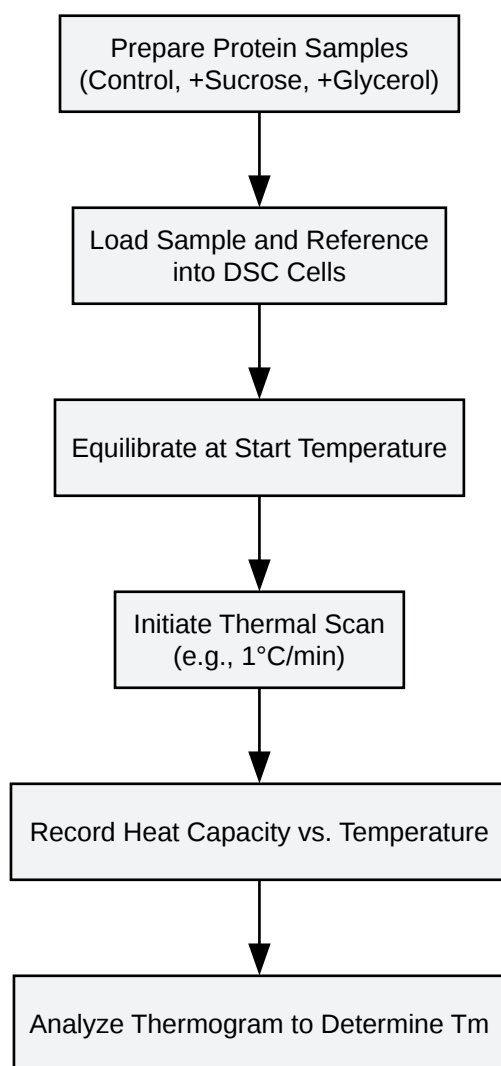 Prepare Protein Samples
(Control, +Sucrose, +Glycerol)
Load Sample and Reference
into DSC Cells
Equilibrate at Start Temperature
Initiate Thermal Scan
(e.g., 1°C/min)
Record Heat Capacity vs. Temperature
Analyze Thermogram to Determine Tm